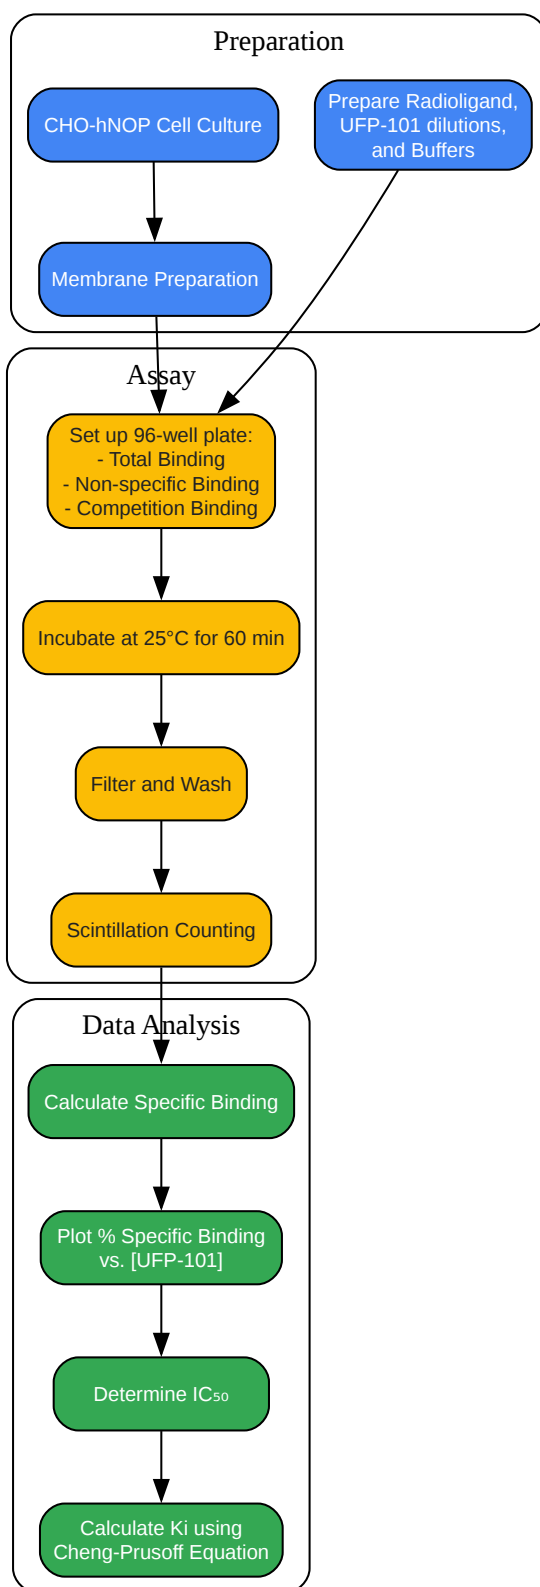 Preparation
CHO-hNOP Cell Culture
Prepare Radioligand,
UFP-101 dilutions,
and Buffers
Membrane Preparation
Assay
Set up 96-well plate:
- Total Binding
- Non-specific Binding
- Competition Binding
Incubate at 25°C for 60 min
Filter and Wash
Scintillation Counting
Data Analysis
Calculate Specific Binding
Plot % Specific Binding
vs. [UFP-101]
Determine IC₅₀
Calculate Ki using
Cheng-Prusoff Equation